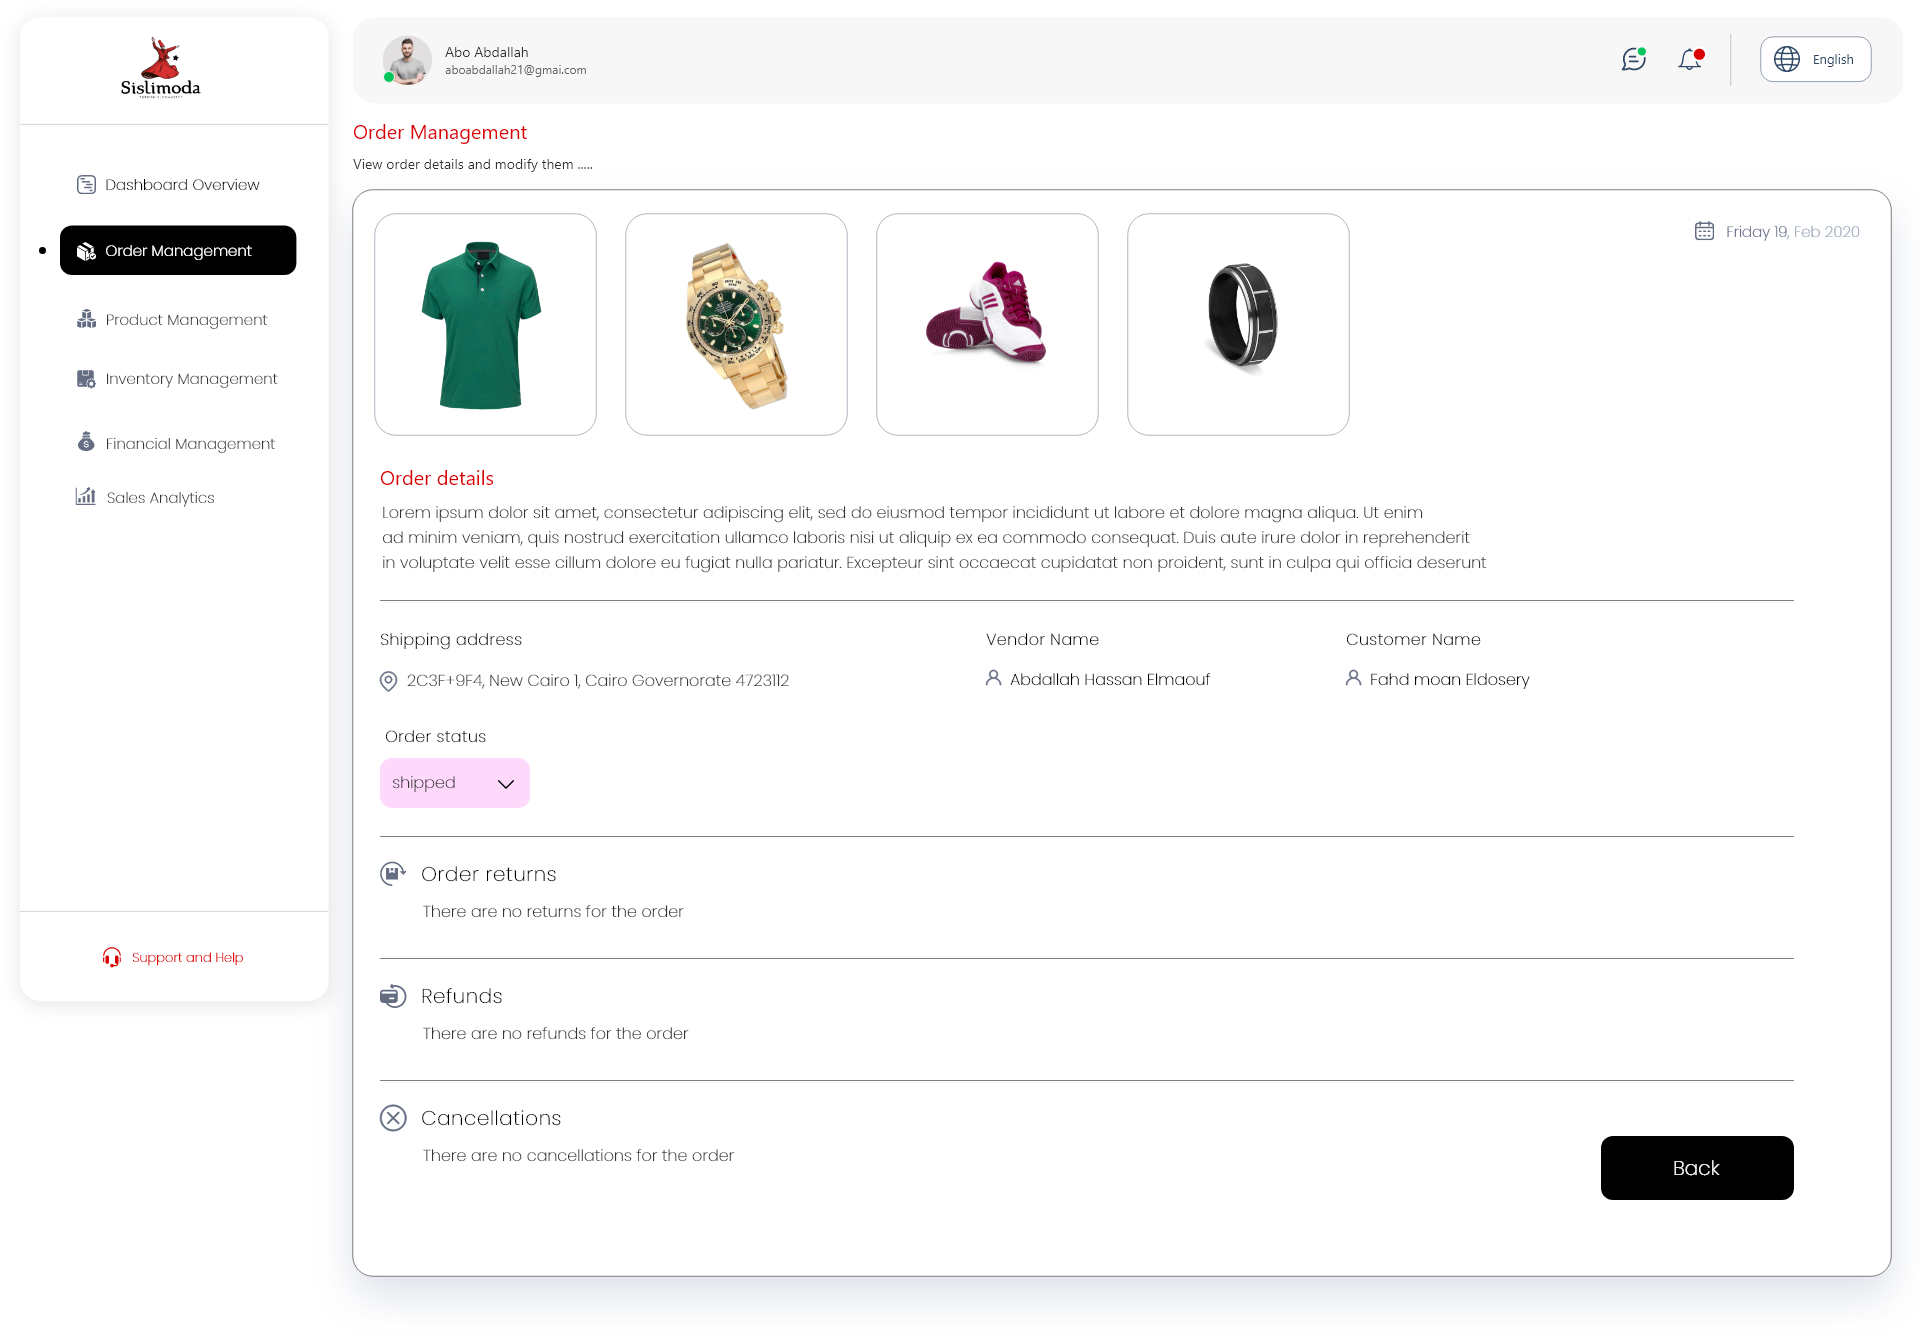 Sislimoda
Abo Abdallah
aboabdallah21@gmai.com
English
Dashboard Overview
Order Management
Product Management
Inventory Management
Financial Management
Sales Analytics
Support and Help
Order Management
View order details and modify them .....
Friday 19, Feb 2020
Order details
Lorem ipsum dolor sit amet, consectetur adipiscing elit, sed do eiusmod tempor incididunt ut labore et dolore magna aliqua. Ut enim
ad minim veniam, quis nostrud exercitation ullamco laboris nisi ut aliquip ex ea commodo consequat. Duis aute irure dolor in reprehenderit
in voluptate velit esse cillum dolore eu fugiat nulla pariatur. Excepteur sint occaecat cupidatat non proident, sunt in culpa qui officia deserunt
Shipping address
2C3F+9F4, New Cairo 1, Cairo Governorate 4723112
Vendor Name
Abdallah Hassan Elmaouf
Customer Name
Fahd moan Eldosery
Order status
shipped
Order returns
There are no returns for the order
Refunds
There are no refunds for the order
Cancellations
There are no cancellations for the order
Back